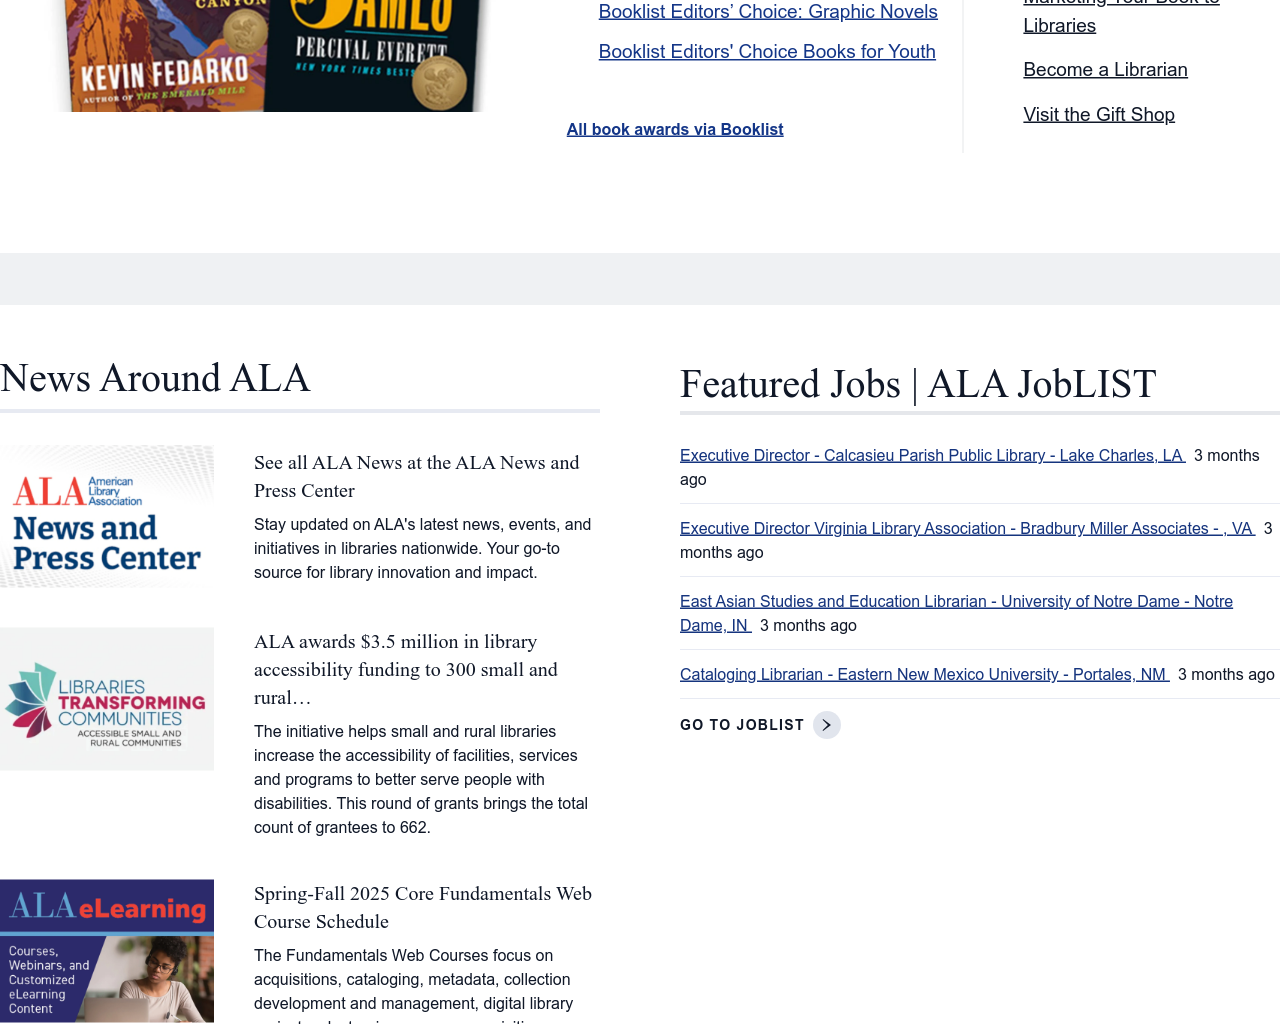 CANYON
KEVIN FEDARKO
AUTHOR OF THE EMERALD MILE
JAMES
PERCIVAL EVERETT
NEW YORK TIMES
Booklist Editors’ Choice: Graphic Novels
Booklist Editors' Choice Books for Youth
All book awards via Booklist
Marketing Your Book to
Libraries
Become a Librarian
Visit the Gift Shop
News Around ALA
ALA American
Library
Association
News and
Press Center
See all ALA News at the ALA News and
Press Center
Stay updated on ALA's latest news, events, and
initiatives in libraries nationwide. Your go-to
source for library innovation and impact.
LIBRARIES
TRANSFORMING
COMMUNITIES
ACCESSIBLE SMALL AND
RURAL COMMUNITIES
ALA awards $3.5 million in library
accessibility funding to 300 small and
rural…
The initiative helps small and rural libraries
increase the accessibility of facilities, services
and programs to better serve people with
disabilities. This round of grants brings the total
count of grantees to 662.
ALA eLearning
Courses,
Webinars, and
Customized
eLearning
Content
Spring-Fall 2025 Core Fundamentals Web
Course Schedule
The Fundamentals Web Courses focus on
acquisitions, cataloging, metadata, collection
development and management, digital library
Featured Jobs | ALA JobLIST
Executive Director - Calcasieu Parish Public Library - Lake Charles, LA 3 months
ago
Executive Director Virginia Library Association - Bradbury Miller Associates - , VA 3
months ago
East Asian Studies and Education Librarian - University of Notre Dame - Notre
Dame, IN 3 months ago
Cataloging Librarian - Eastern New Mexico University - Portales, NM 3 months ago
GO TO JOBLIST